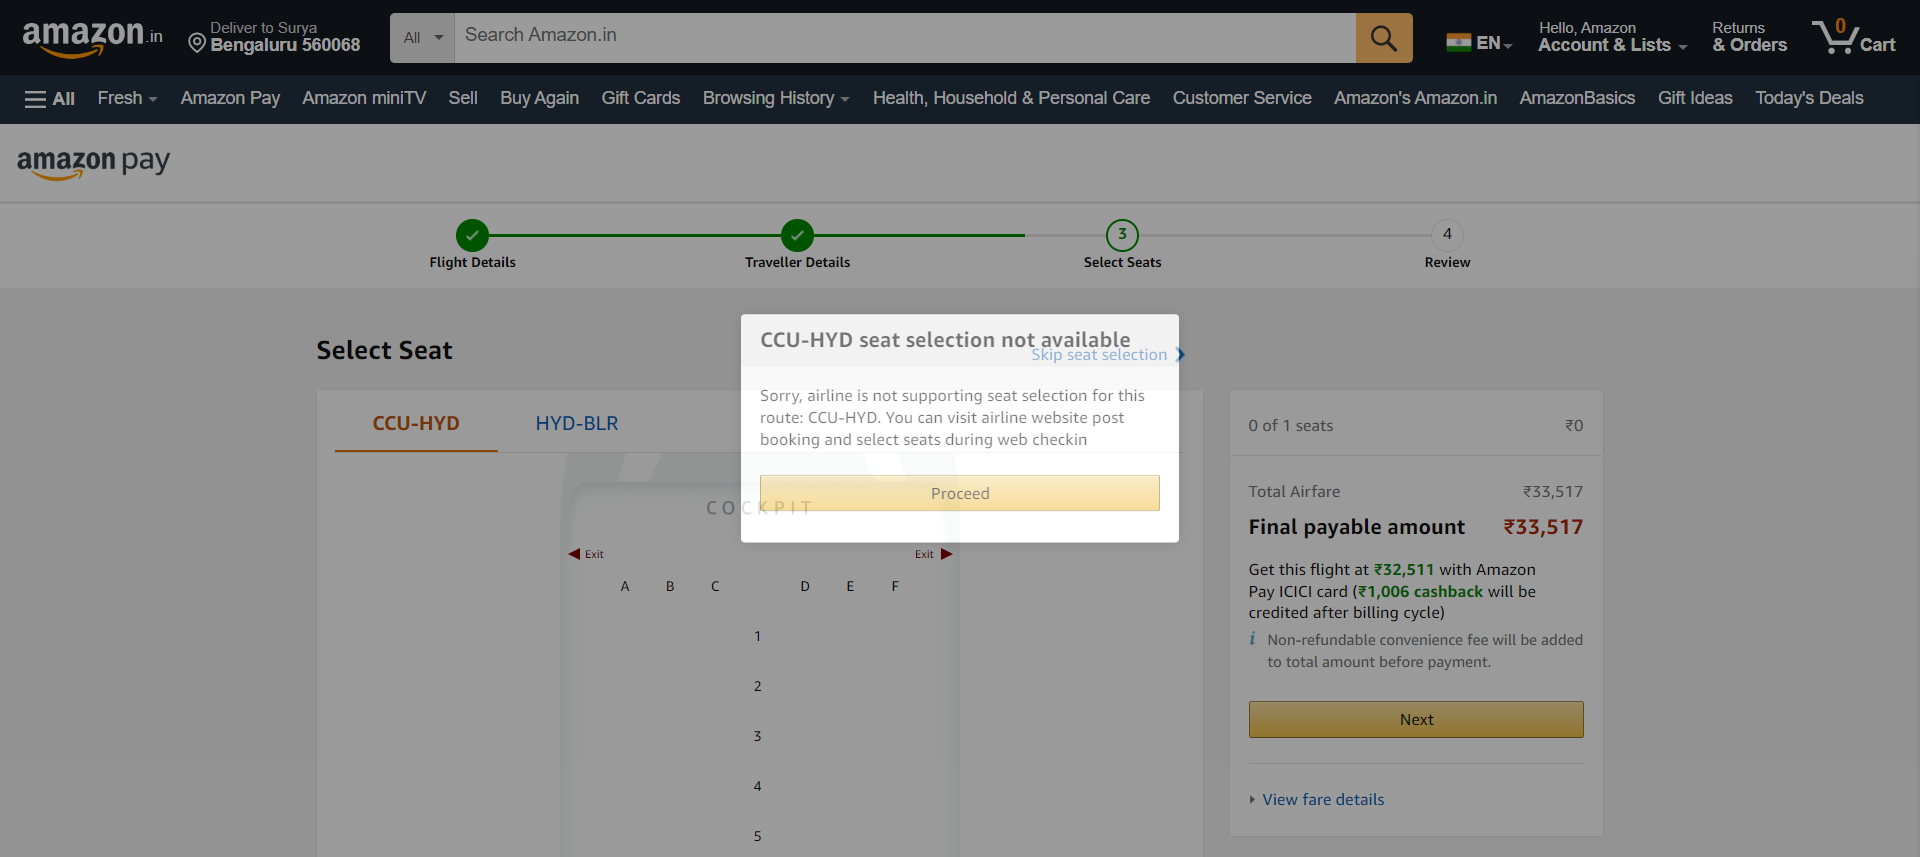 amazon.in
Deliver to Surya
Bengaluru 560068
All
Search Amazon.in
EN
Hello, Amazon
Account & Lists
Returns
& Orders
0
Cart
All
Fresh
Amazon Pay
Amazon miniTV
Sell
Buy Again
Gift Cards
Browsing History
Health, Household & Personal Care
Customer Service
Amazon's Amazon.in
AmazonBasics
Gift Ideas
Today's Deals
amazon pay
Flight Details
Traveller Details
3
Select Seats
4
Review
Select Seat
Skip seat selection
CCU-HYD
HYD-BLR
CCU-HYD seat selection not available
Sorry, airline is not supporting seat selection for this
route: CCU-HYD. You can visit airline website post
booking and select seats during web checkin
Proceed
COCKPIT
Exit
Exit
A B C D E F
1
2
3
4
5
0 of 1 seats ₹0
Total Airfare ₹33,517
Final payable amount ₹33,517
Get this flight at ₹32,511 with Amazon
Pay ICICI card (₹1,006 cashback will be
credited after billing cycle)
i Non-refundable convenience fee will be added
to total amount before payment.
Next
View fare details